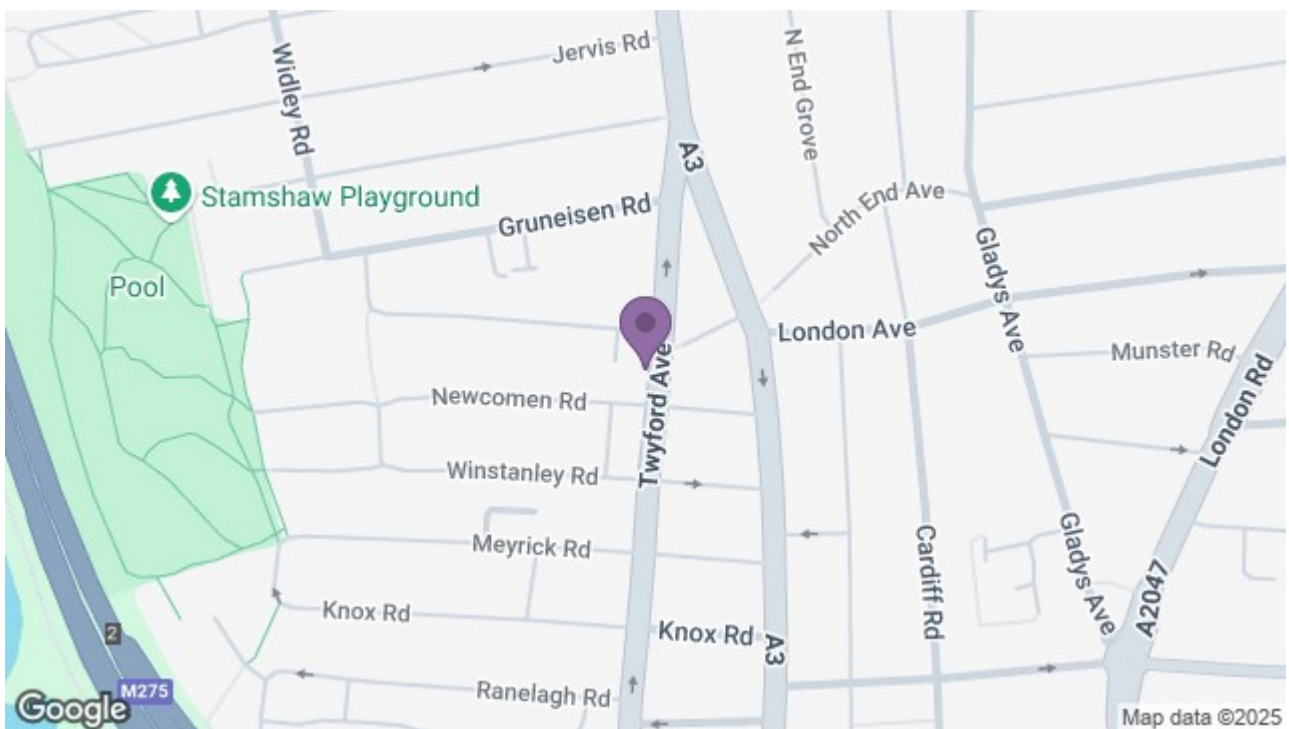 Jervis Rd
Widley Rd
N End Grove
A3
Stamshaw Playground
North End Ave
Gruneisen Rd
Pool
Gladys Ave
London Ave
Munster Rd
Twyford Ave
Newcomen Rd
London Rd
Winstanley Rd
Meyrick Rd
Cardiff Rd
Gladys Ave
A2047
Knox Rd
Knox Rd
A3
2
M275
Ranelagh Rd
Google
Map data ©2025